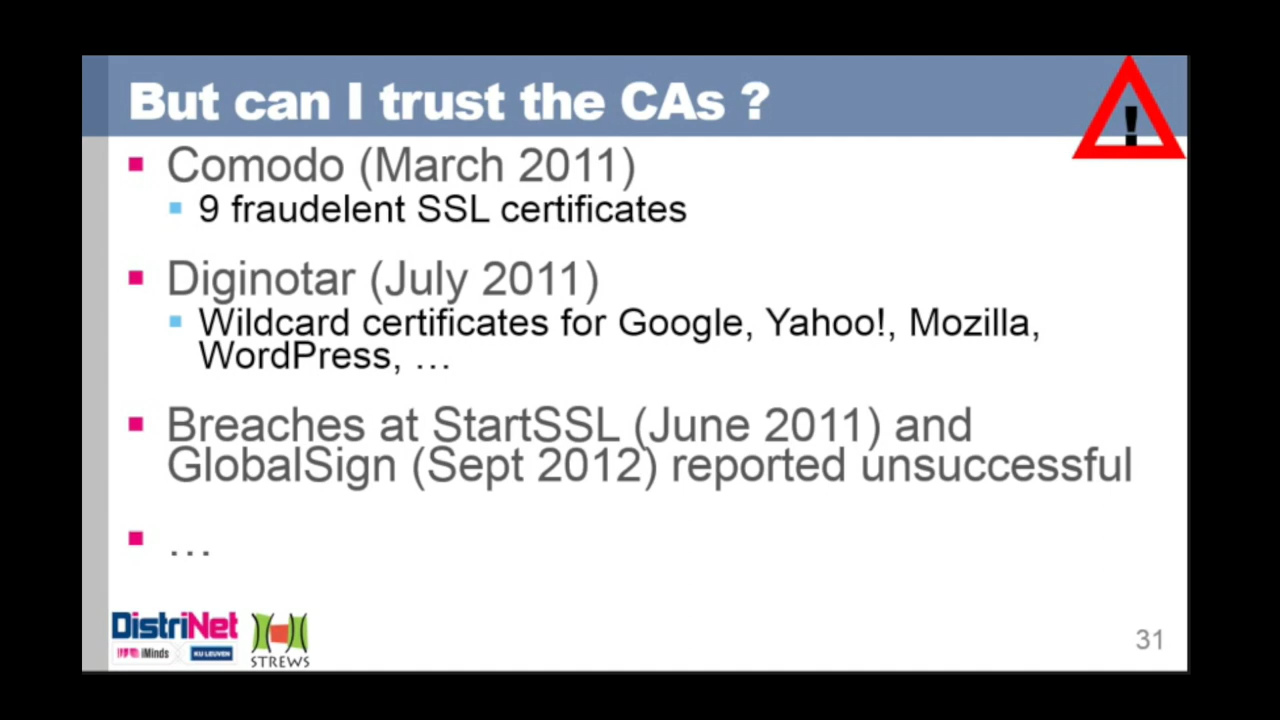 But can I trust the CAs ?
Comodo (March 2011)
9 fraudelent SSL certificates
Diginotar (July 2011)
Wildcard certificates for Google, Yahoo!, Mozilla,
WordPress, …
Breaches at StartSSL (June 2011) and
GlobalSign (Sept 2012) reported unsuccessful
…
DistriNet
iMinds KU LEUVEN
STREWS
31